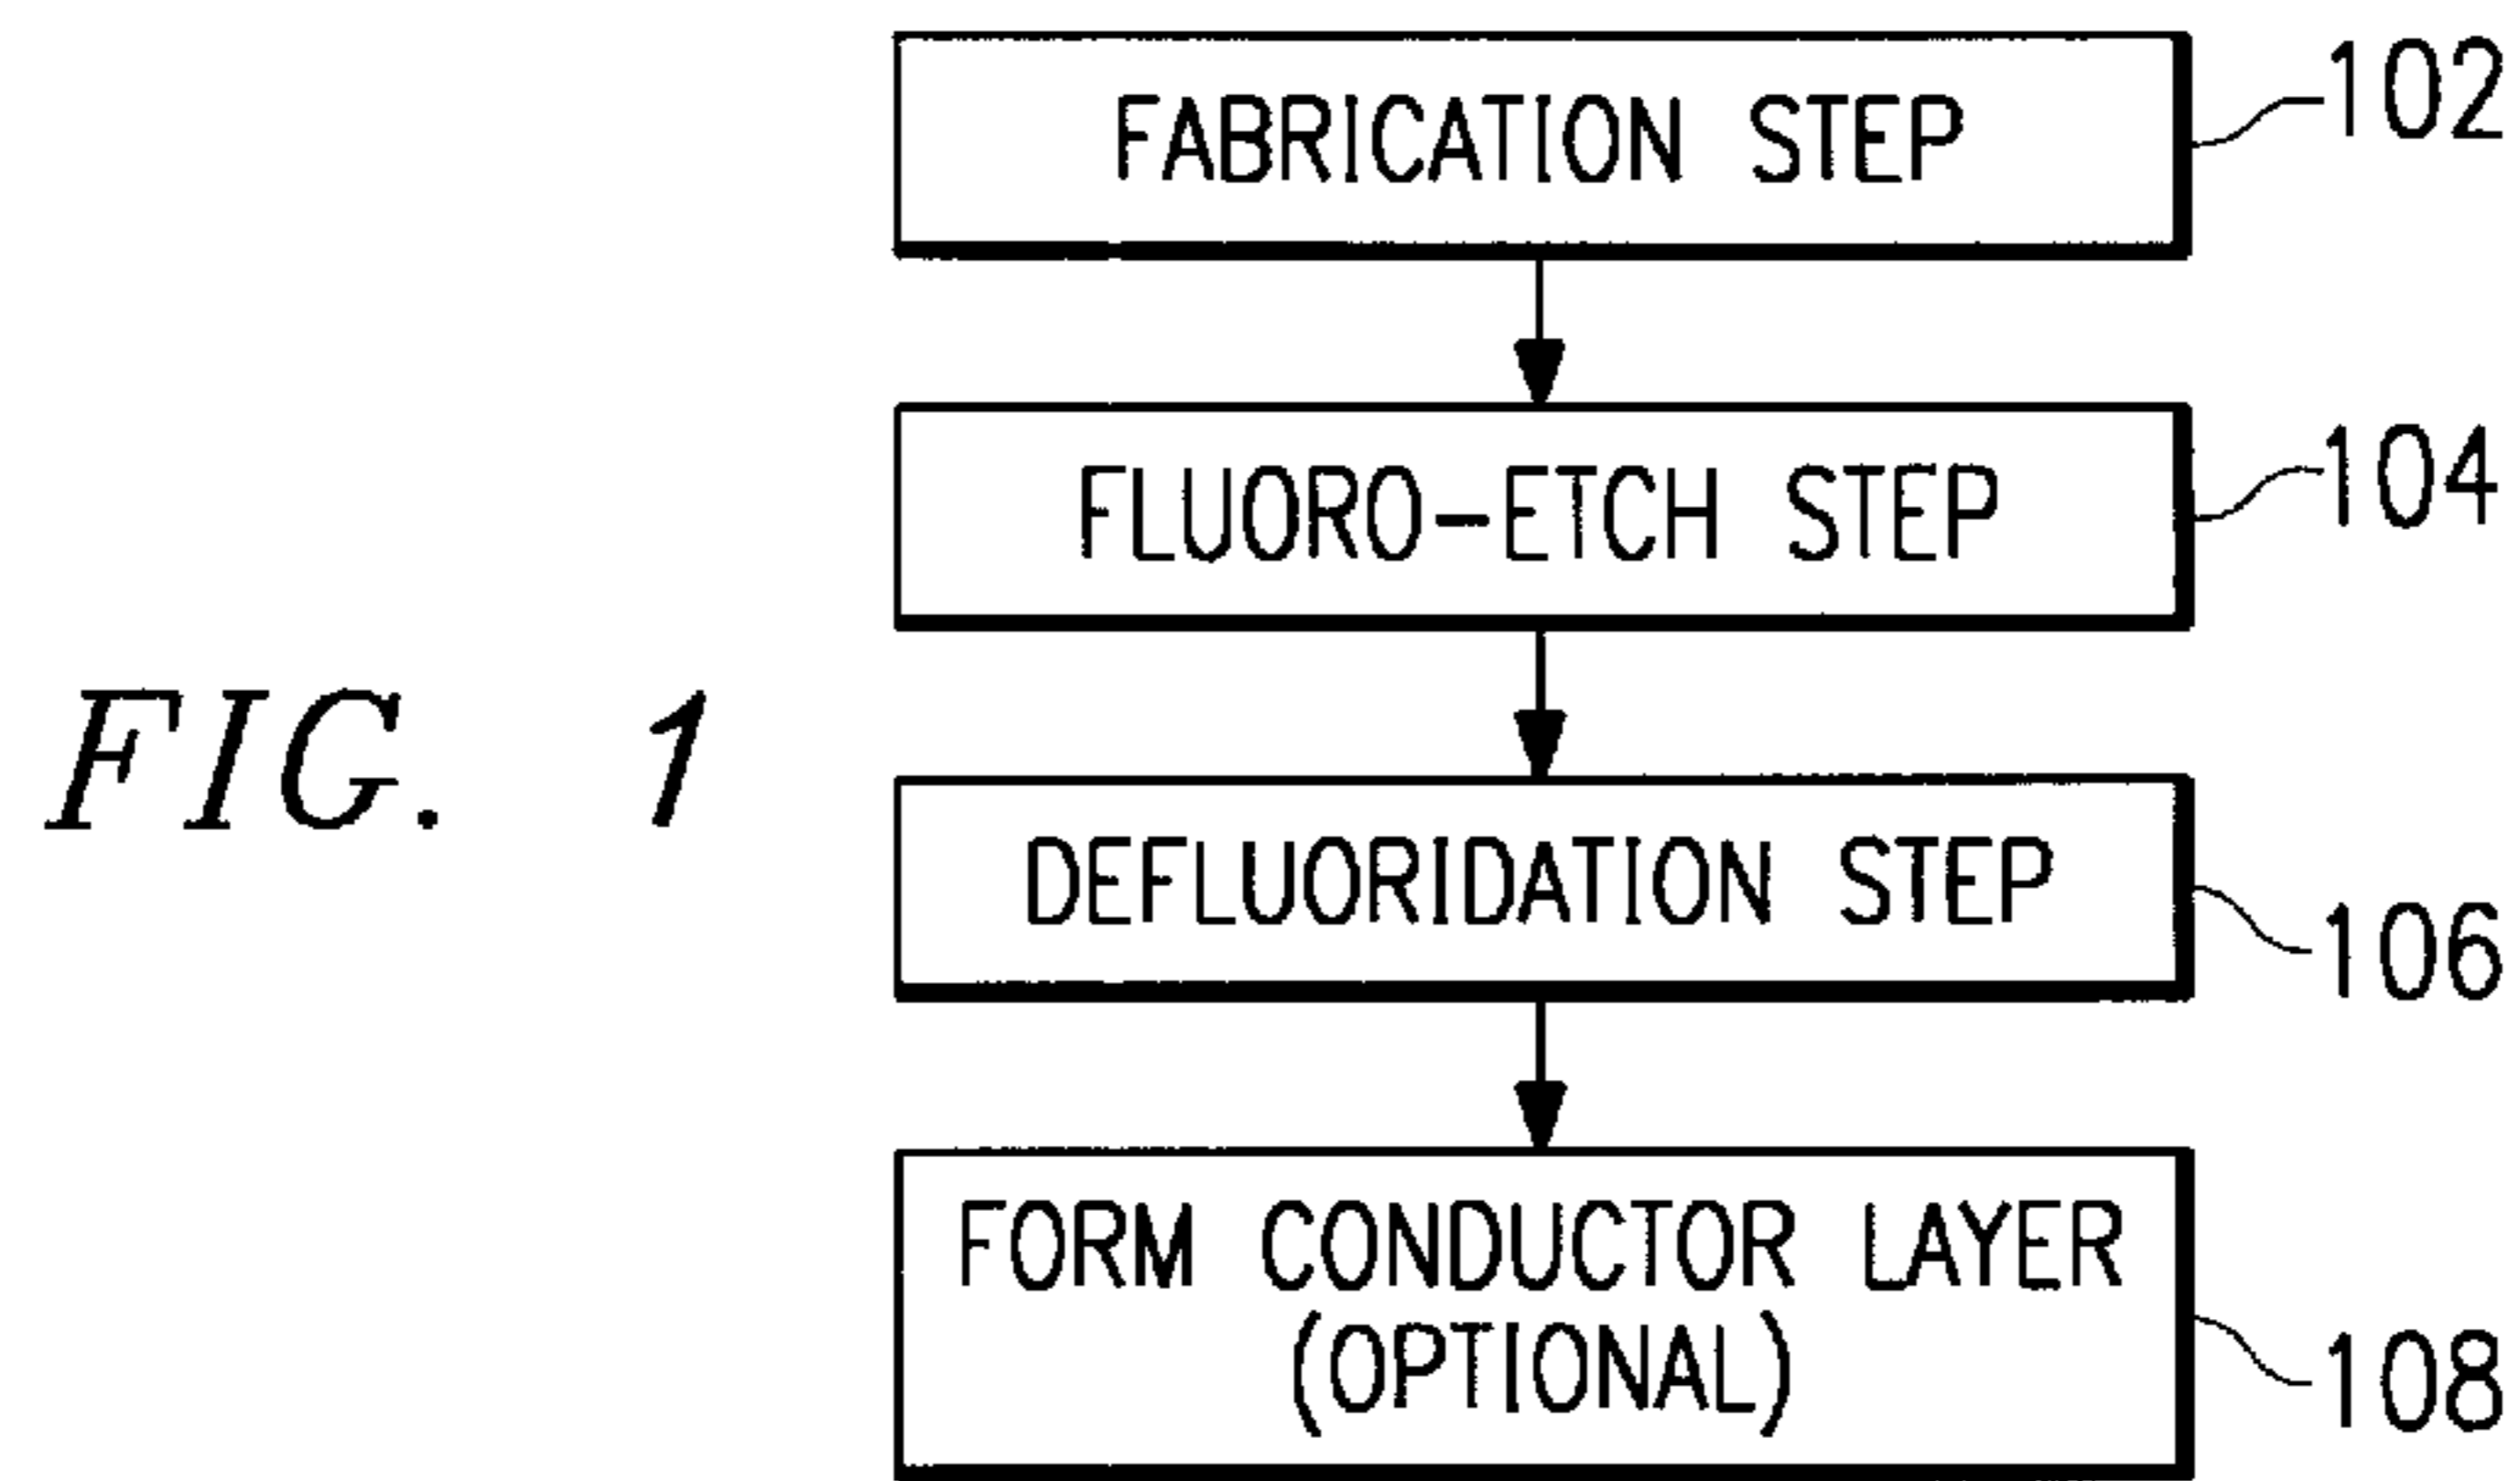 FABRICATION STEP
102
FLUORO-ETCH STEP
104
FIG. 1
DEFLUORIDATION STEP
106
FORM CONDUCTOR LAYER
(OPTIONAL)
108